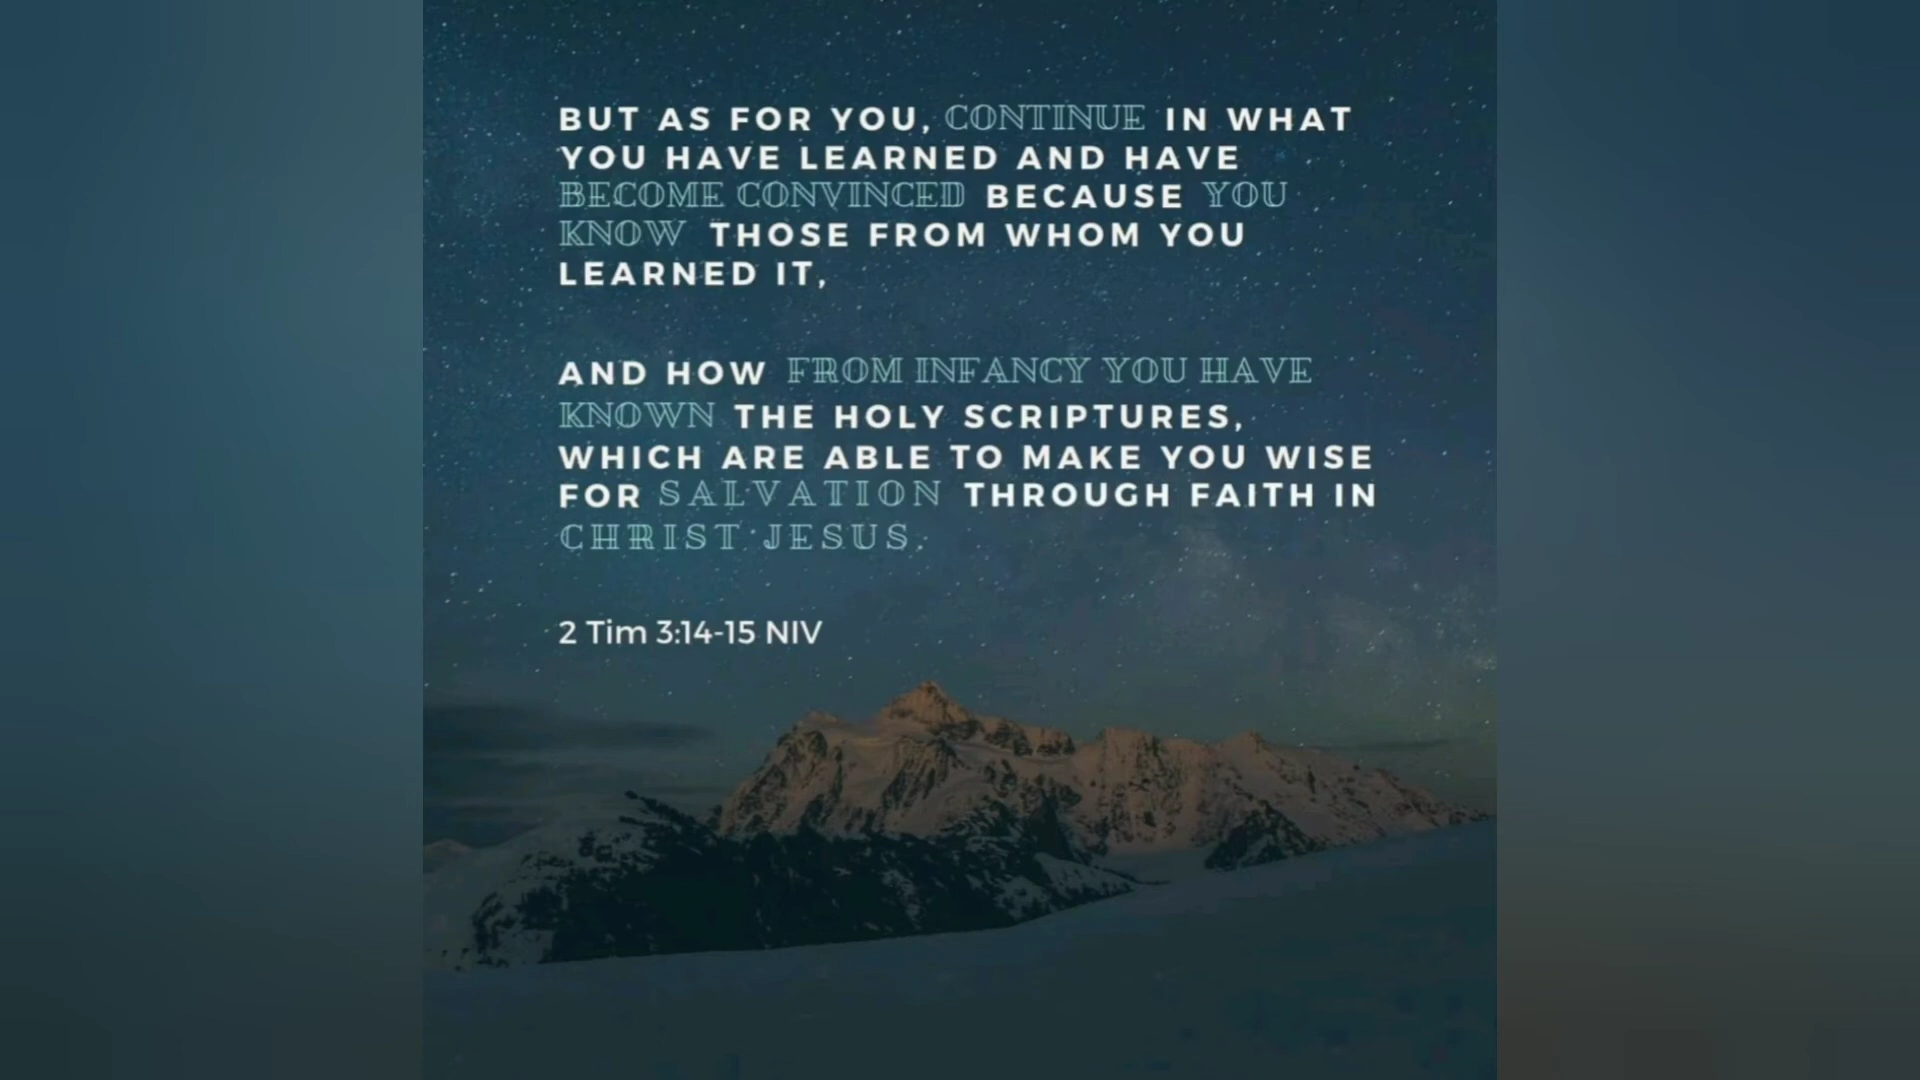 BUT AS FOR YOU, CONTINUE IN WHAT
YOU HAVE LEARNED AND HAVE
BECOME CONVINCED BECAUSE YOU
KNOW THOSE FROM WHOM YOU
LEARNED IT,
AND HOW FROM INFANCY YOU HAVE
KNOWN THE HOLY SCRIPTURES,
WHICH ARE ABLE TO MAKE YOU WISE
FOR SALVATION THROUGH FAITH IN
CHRIST JESUS.
2 Tim 3:14-15 NIV